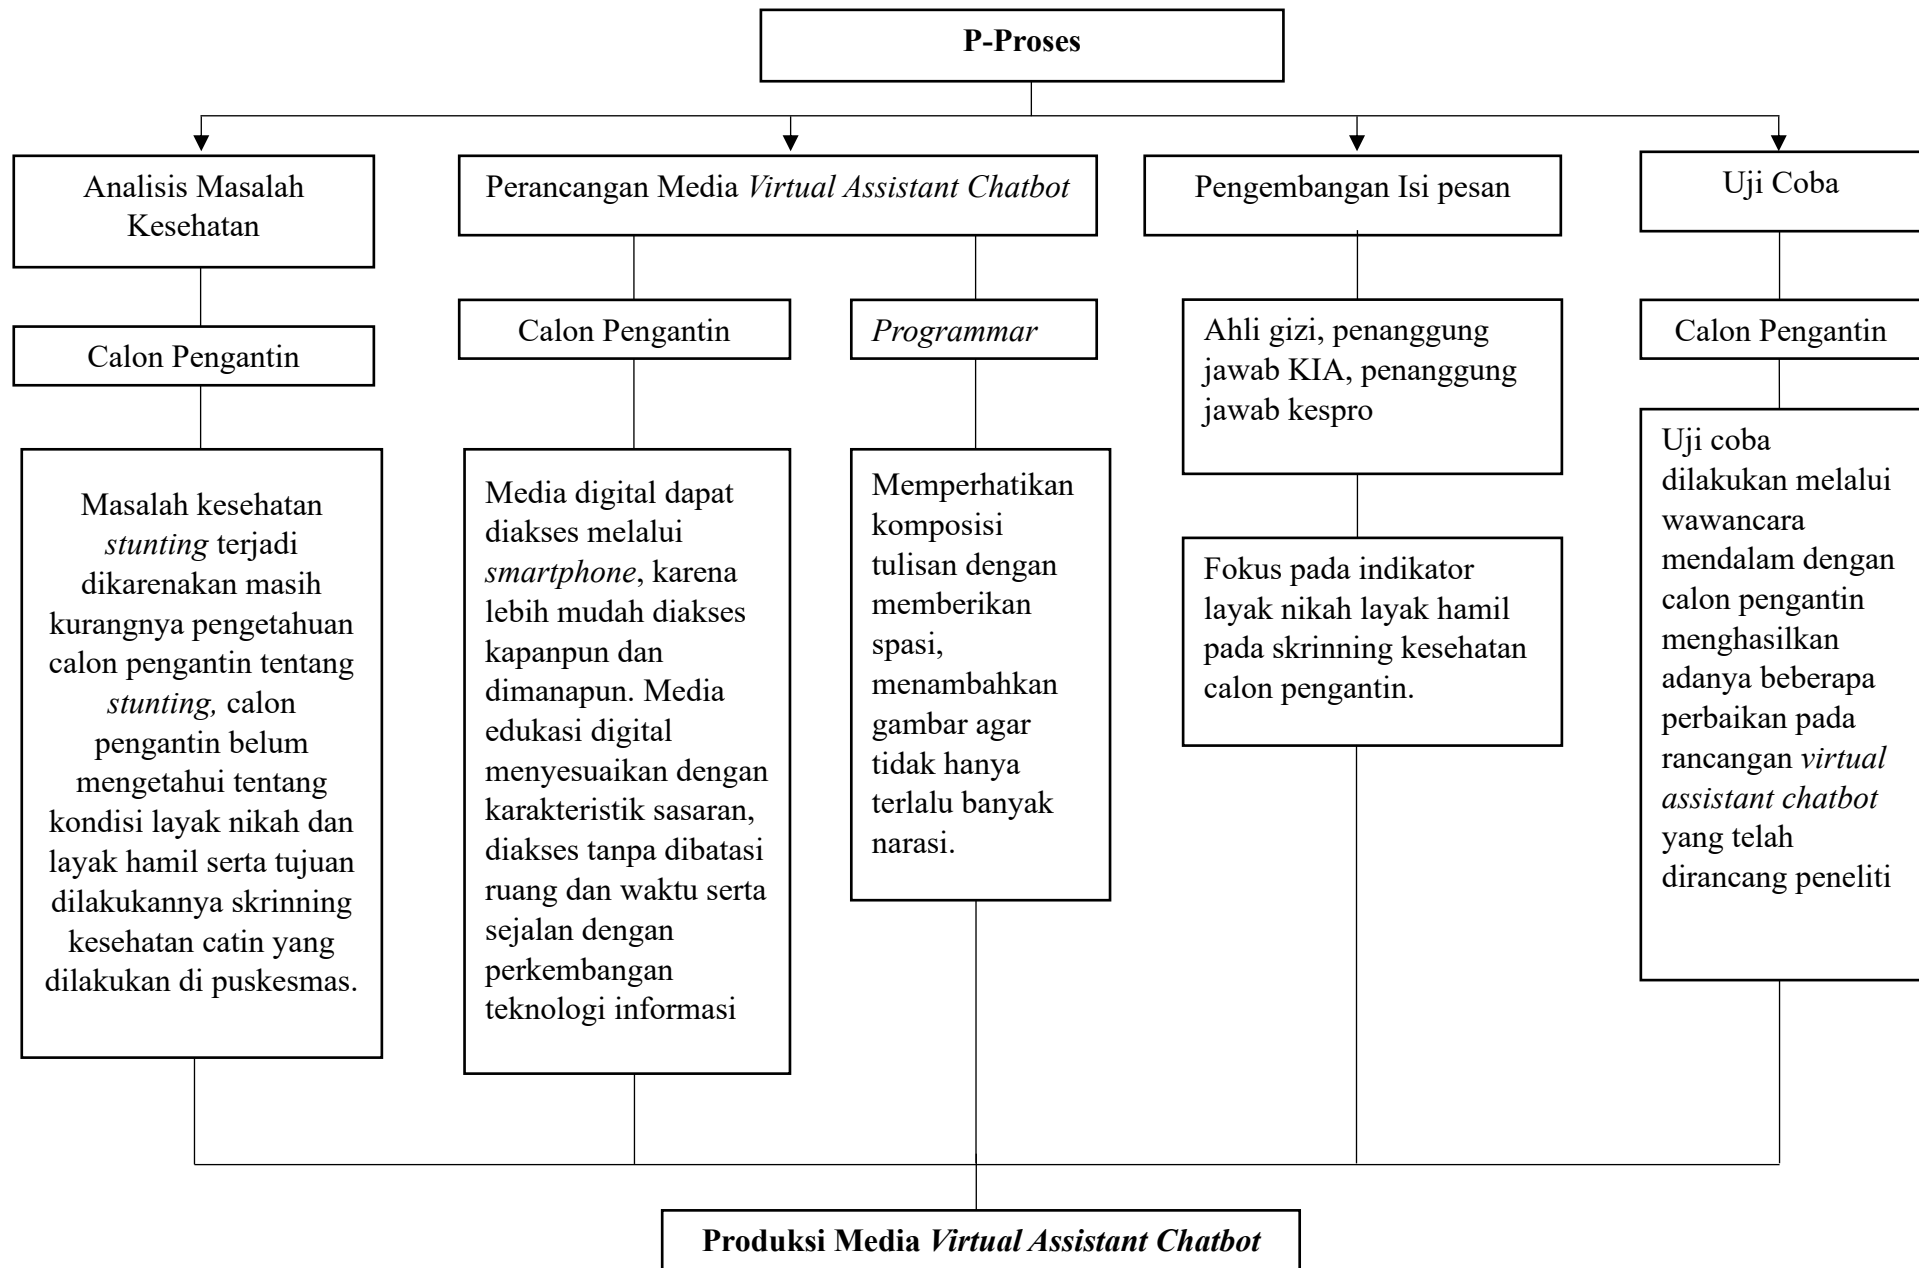 P-Proses
Analisis Masalah
Kesehatan
Perancangan Media Virtual Assistant Chatbot
Pengembangan Isi pesan
Uji Coba
Calon Pengantin
Calon Pengantin
Programmar
Ahli gizi, penanggung
jawab KIA, penanggung
jawab kespro
Calon Pengantin
Masalah kesehatan
stunting terjadi
dikarenakan masih
kurangnya pengetahuan
calon pengantin tentang
stunting, calon
pengantin belum
mengetahui tentang
kondisi layak nikah dan
layak hamil serta tujuan
dilakukannya skrinning
kesehatan catin yang
dilakukan di puskesmas.
Media digital dapat
diakses melalui
smartphone, karena
lebih mudah diakses
kapanpun dan
dimanapun. Media
edukasi digital
menyesuaikan dengan
karakteristik sasaran,
diakses tanpa dibatasi
ruang dan waktu serta
sejalan dengan
perkembangan
teknologi informasi
Memperhatikan
komposisi
tulisan dengan
memberikan
spasi,
menambahkan
gambar agar
tidak hanya
terlalu banyak
narasi.
Fokus pada indikator
layak nikah layak hamil
pada skrinning kesehatan
calon pengantin.
Uji coba
dilakukan melalui
wawancara
mendalam dengan
calon pengantin
menghasilkan
adanya beberapa
perbaikan pada
rancangan virtual
assistant chatbot
yang telah
dirancang peneliti
Produksi Media Virtual Assistant Chatbot